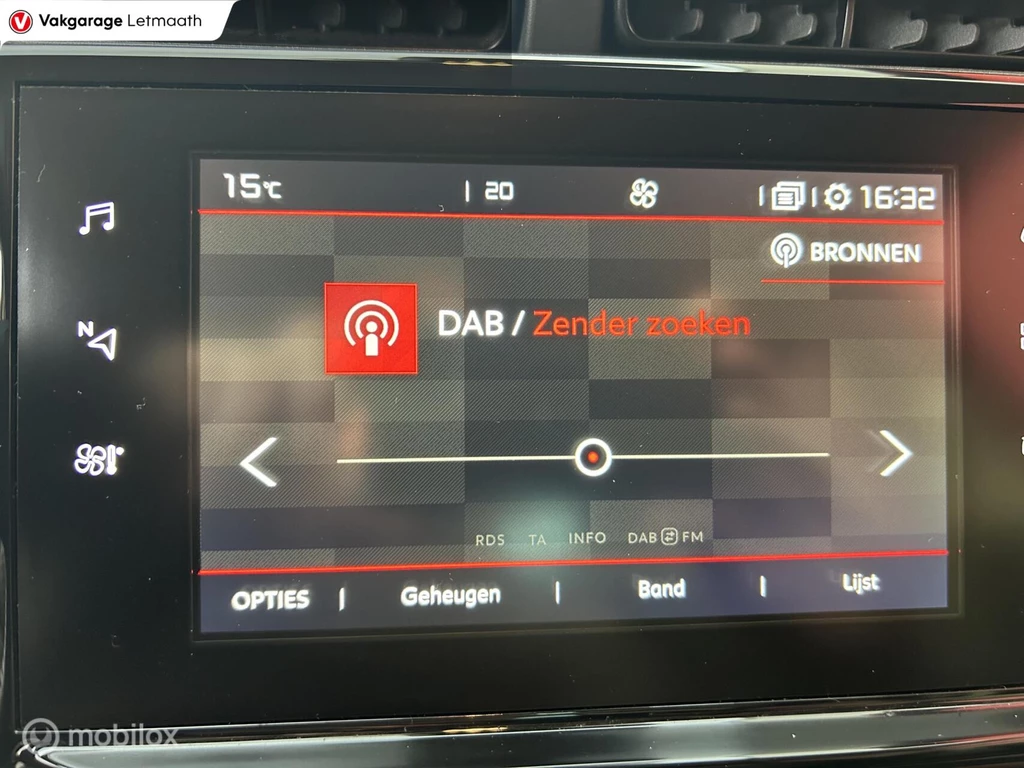 Vakgarage Letmaath
15°C
20
16:32
BRONNEN
DAB / Zender zoeken
N
RDS TA INFO DAB FM
OPTIES Geheugen Band Lijst
mobilox